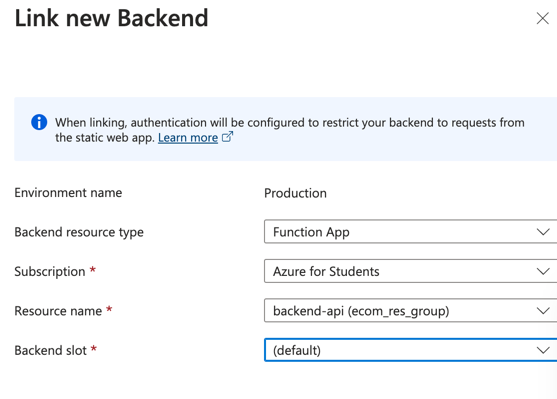 Link new Backend
When linking, authentication will be configured to restrict your backend to requests from
the static web app. Learn more
Environment name Production
Backend resource type Function App
Subscription * Azure for Students
Resource name * backend-api (ecom_res_group)
Backend slot * (default)